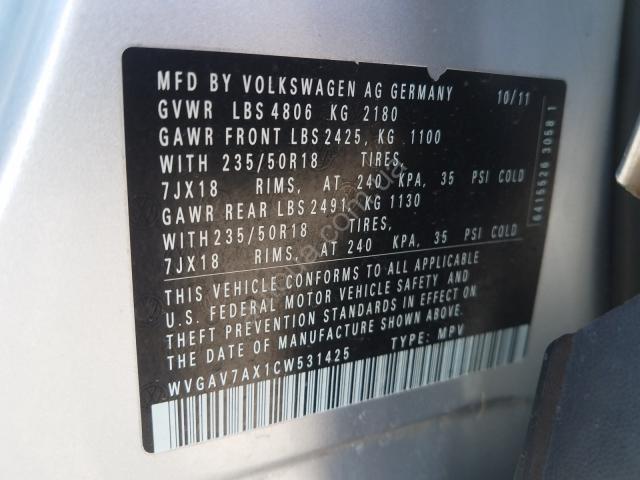 MFD BY VOLKSWAGEN AG GERMANY 10/11
GVWR LBS 4806 KG 2180
GAWR FRONT LBS 2425, KG 1100
WITH 235/50R18 TIRES,
7JX18 RIMS, AT 240 KPA, 35 PSI COLD
GAWR REAR LBS 2491, KG 1130
WITH 235/50R18 TIRES,
7JX18 RIMS, AT 240 KPA, 35 PSI COLD
THIS VEHICLE CONFORMS TO ALL APPLICABLE
U.S. FEDERAL MOTOR VEHICLE SAFETY AND
THEFT PREVENTION STANDARDS IN EFFECT ON
THE DATE OF MANUFACTURE SHOWN ABOVE.
WVGAV7AX1CW531425 TYPE: MPV
6415526 3058 1